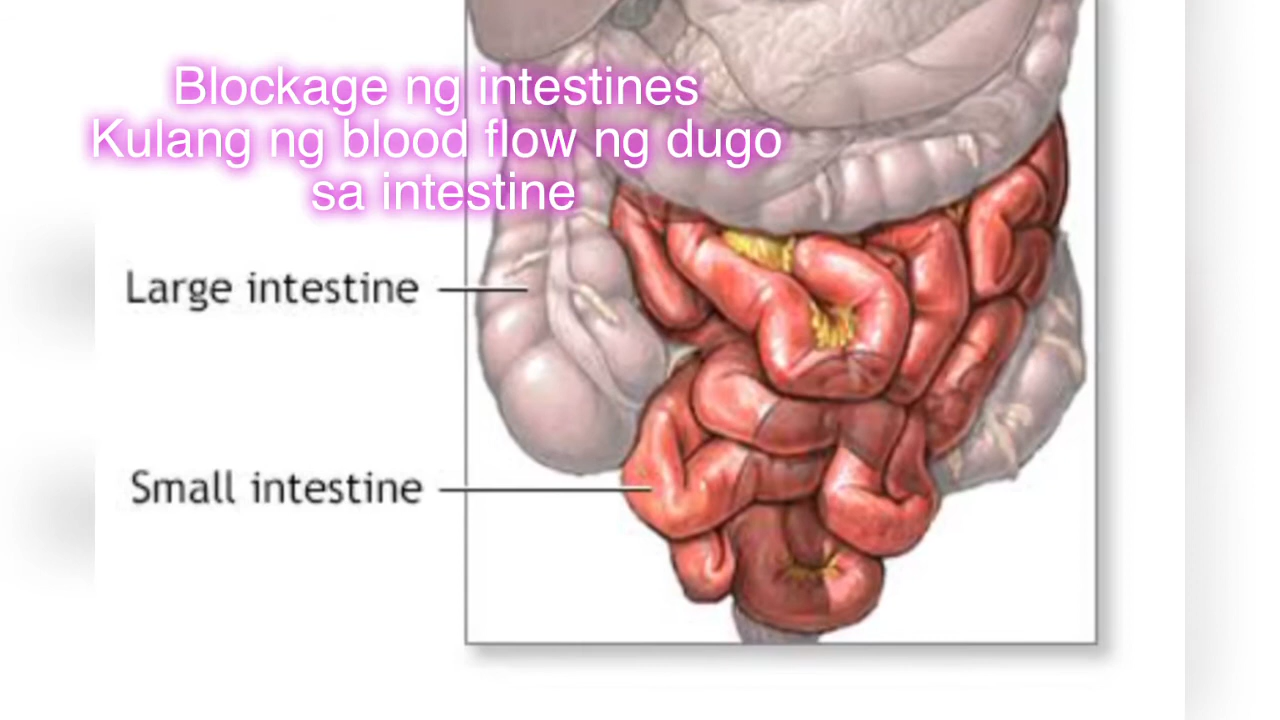 Blockage ng intestines
Kulang ng blood flow ng dugo
sa intestine
Large intestine
Small intestine